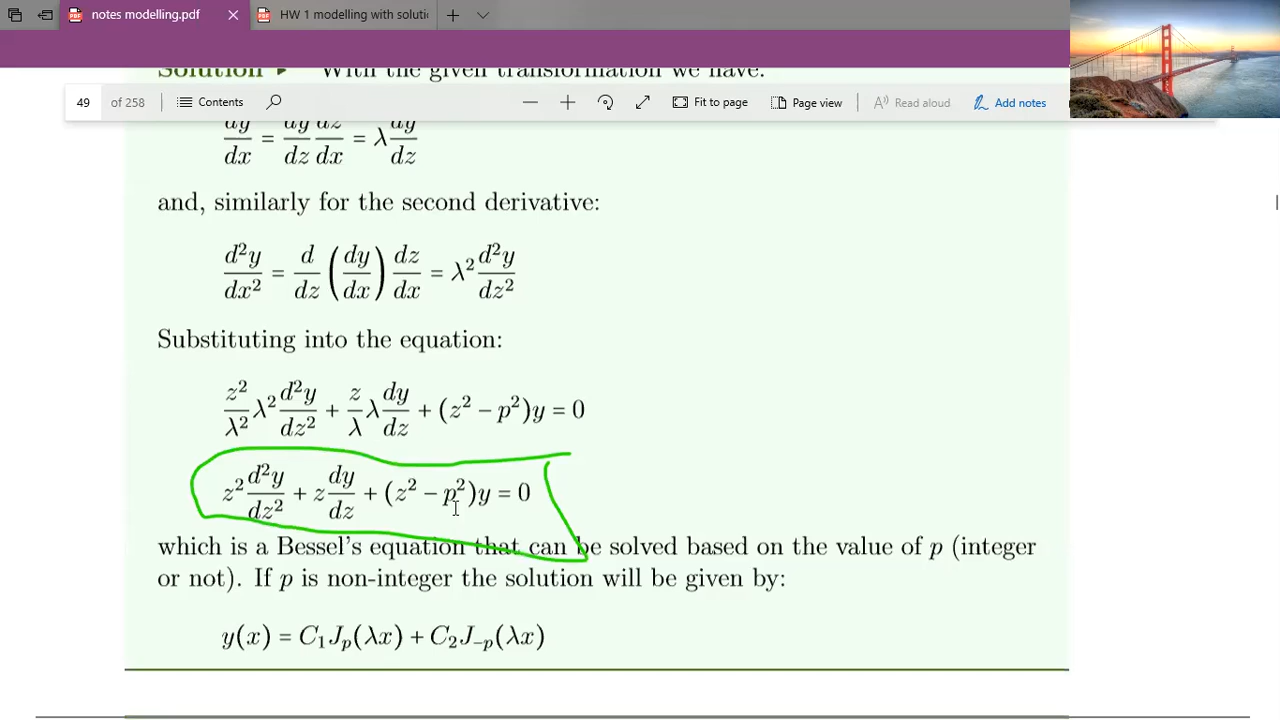 notes modelling.pdf
HW 1 modelling with soluti
Solution ▸ With the given transformation we have:
49 of 258
Contents
Fit to page
Page view
Read aloud
Add notes
dy/dx = dy/dz dz/dx = λ dy/dz
and, similarly for the second derivative:
d²y/dx² = d/dz (dy/dx) dz/dx = λ² d²y/dz²
Substituting into the equation:
z²/λ² λ² d²y/dz² + z/λ λ dy/dz + (z² − p²)y = 0
z² d²y/dz² + z dy/dz + (z² − p²)y = 0
which is a Bessel's equation that can be solved based on the value of p (integer
or not). If p is non-integer the solution will be given by:
y(x) = C₁Jₚ(λx) + C₂J₋ₚ(λx)